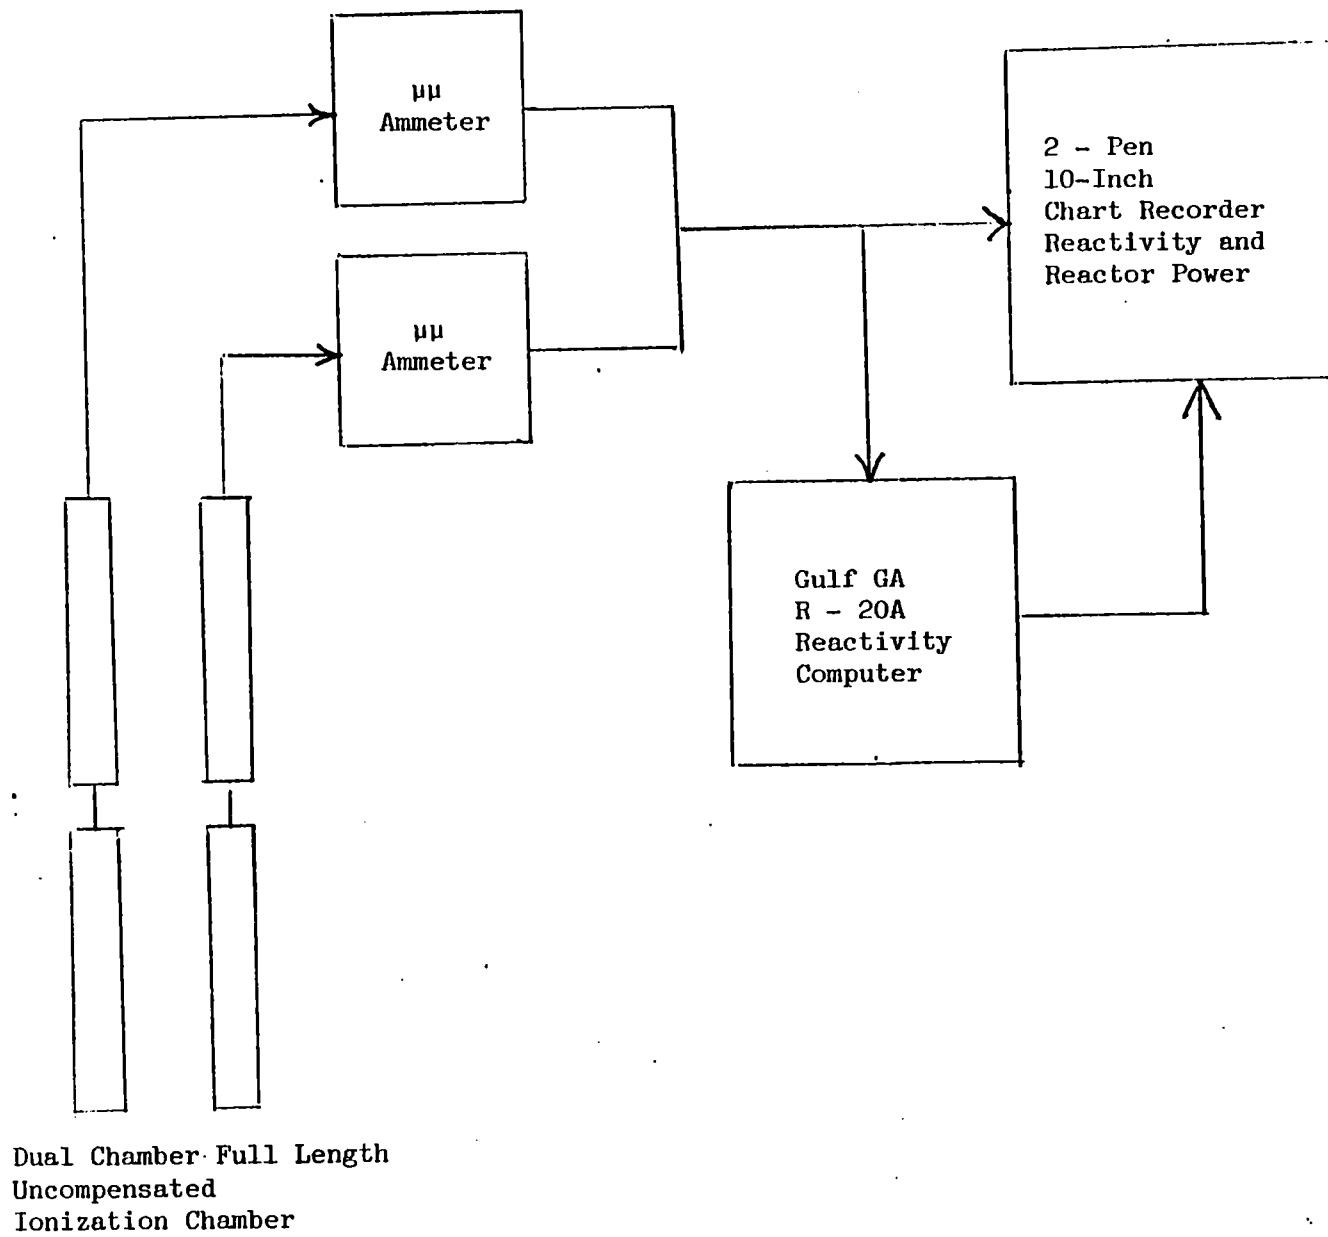 μμ
Ammeter
2 - Pen
10-Inch
Chart Recorder
Reactivity and
Reactor Power
μμ
Ammeter
Gulf GA
R - 20A
Reactivity
Computer
Dual Chamber Full Length
Uncompensated
Ionization Chamber